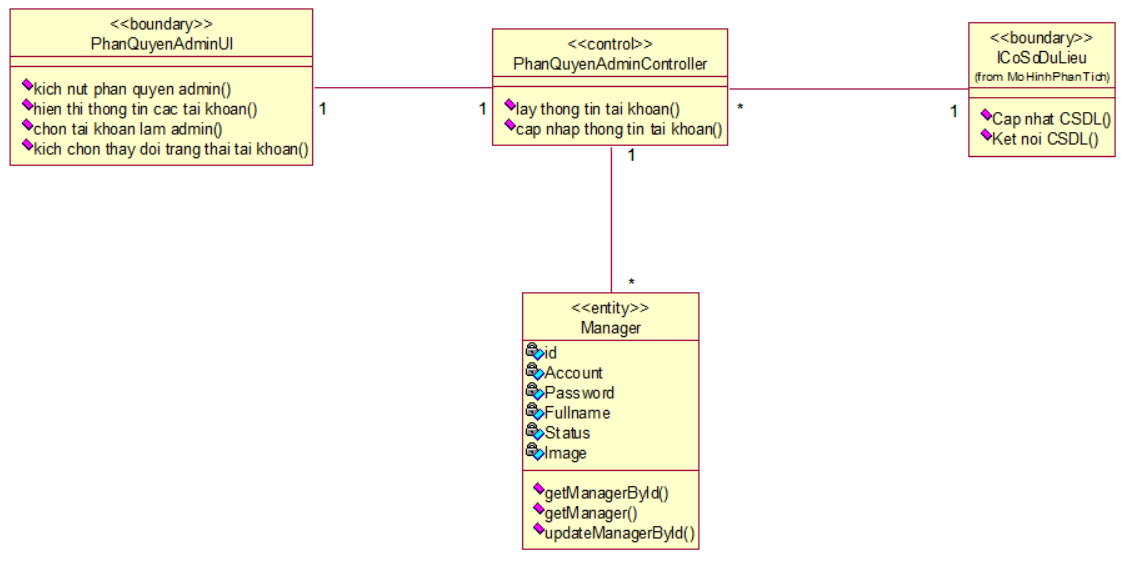 <<boundary>>
PhanQuyenAdminUI
kich nut phan quyen admin()
hien thi thong tin cac tai khoan()
chon tai khoan lam admin()
kich chon thay doi trang thai tai khoan()
1
1
<<control>>
PhanQuyenAdminController
lay thong tin tai khoan()
cap nhap thong tin tai khoan()
*
1
<<boundary>>
ICoSoDuLieu
(from MoHinhPhanTich)
Cap nhat CSDL()
Ket noi CSDL()
1
*
<<entity>>
Manager
id
Account
Password
Fullname
Status
Image
getManagerById()
getManager()
updateManagerById()